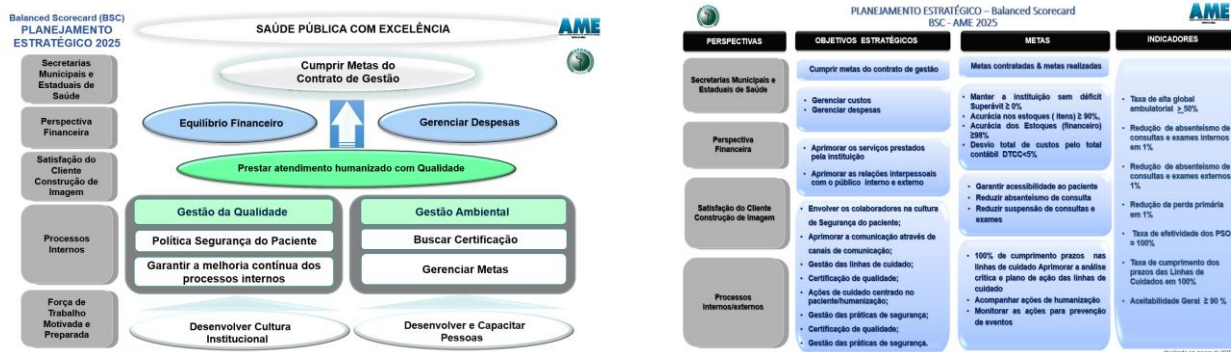 Balanced Scorecard (BSC)
PLANEJAMENTO
ESTRATÉGICO 2025
SAÚDE PÚBLICA COM EXCELÊNCIA
AME
Secretarias
Municipais e
Estaduais de
Saúde
Cumprir Metas do
Contrato de Gestão
Perspectiva
Financeira
Equilíbrio Financeiro
Gerenciar Despesas
Satisfação do
Cliente
Construção de
Imagem
Prestar atendimento humanizado com Qualidade
Processos
Internos
Gestão da Qualidade
Política Segurança do Paciente
Garantir a melhoria contínua dos
processos internos
Gestão Ambiental
Buscar Certificação
Gerenciar Metas
Força de
Trabalho
Motivada e
Preparada
Desenvolver Cultura
Institucional
Desenvolver e Capacitar
Pessoas
PLANEJAMENTO ESTRATÉGICO – Balanced Scorecard
BSC - AME 2025
AME
PERSPECTIVAS
OBJETIVOS ESTRATÉGICOS
METAS
INDICADORES
Secretarias Municipais e
Estaduais de Saúde
Perspectiva
Financeira
Satisfação do Cliente
Construção de Imagem
Processos
Internos/externos
Cumprir metas do contrato de gestão
• Gerenciar custos
• Gerenciar despesas
• Aprimorar os serviços prestados
pela instituição
• Aprimorar as relações interpessoais
com o público interno e externo
• Envolver os colaboradores na cultura
de Segurança do paciente;
• Aprimorar a comunicação através de
canais de comunicação;
• Gestão das linhas de cuidado;
• Certificação de qualidade;
• Ações de cuidado centrado no
paciente/humanização;
• Gestão das práticas de segurança;
• Certificação de qualidade;
• Gestão das práticas de segurança.
Metas contratadas & metas realizadas
• Manter a instituição sem déficit
Superávit ≥ 0%
• Acurácia nos estoques ( itens) ≥ 90%,
• Acurácia dos Estoques (financeiro)
≥98%
• Desvio total de custos pelo total
contábil DTCC<5%
• Garantir acessibilidade ao paciente
• Reduzir absenteísmo de consulta
• Reduzir suspensão de consultas e
exames
• 100% de cumprimento prazos nas
linhas de cuidado Aprimorar a análise
crítica e plano de ação das linhas de
cuidado
• Acompanhar ações de humanização
• Monitorar as ações para prevenção
de eventos
• Taxa de alta global
ambulatorial ≥ 50%
• Redução de absenteísmo de
consultas e exames internos
em 1%
• Redução de absenteísmo de
consultas e exames externos
1%
• Redução da perda primária
em 1%
• Taxa de efetividade dos PSO
= 100%
• Taxa de cumprimento dos
prazos das Linhas de
Cuidados em 100%
• Aceitabilidade Geral ≥ 90 %